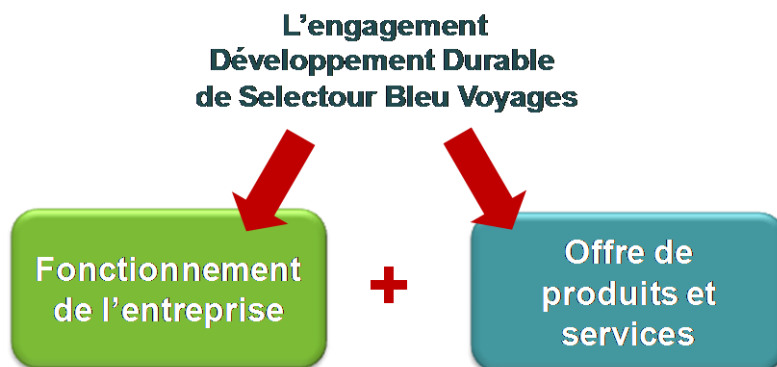 L'engagement
Développement Durable
de Selectour Bleu Voyages
Fonctionnement
de l'entreprise
+
Offre de
produits et
services